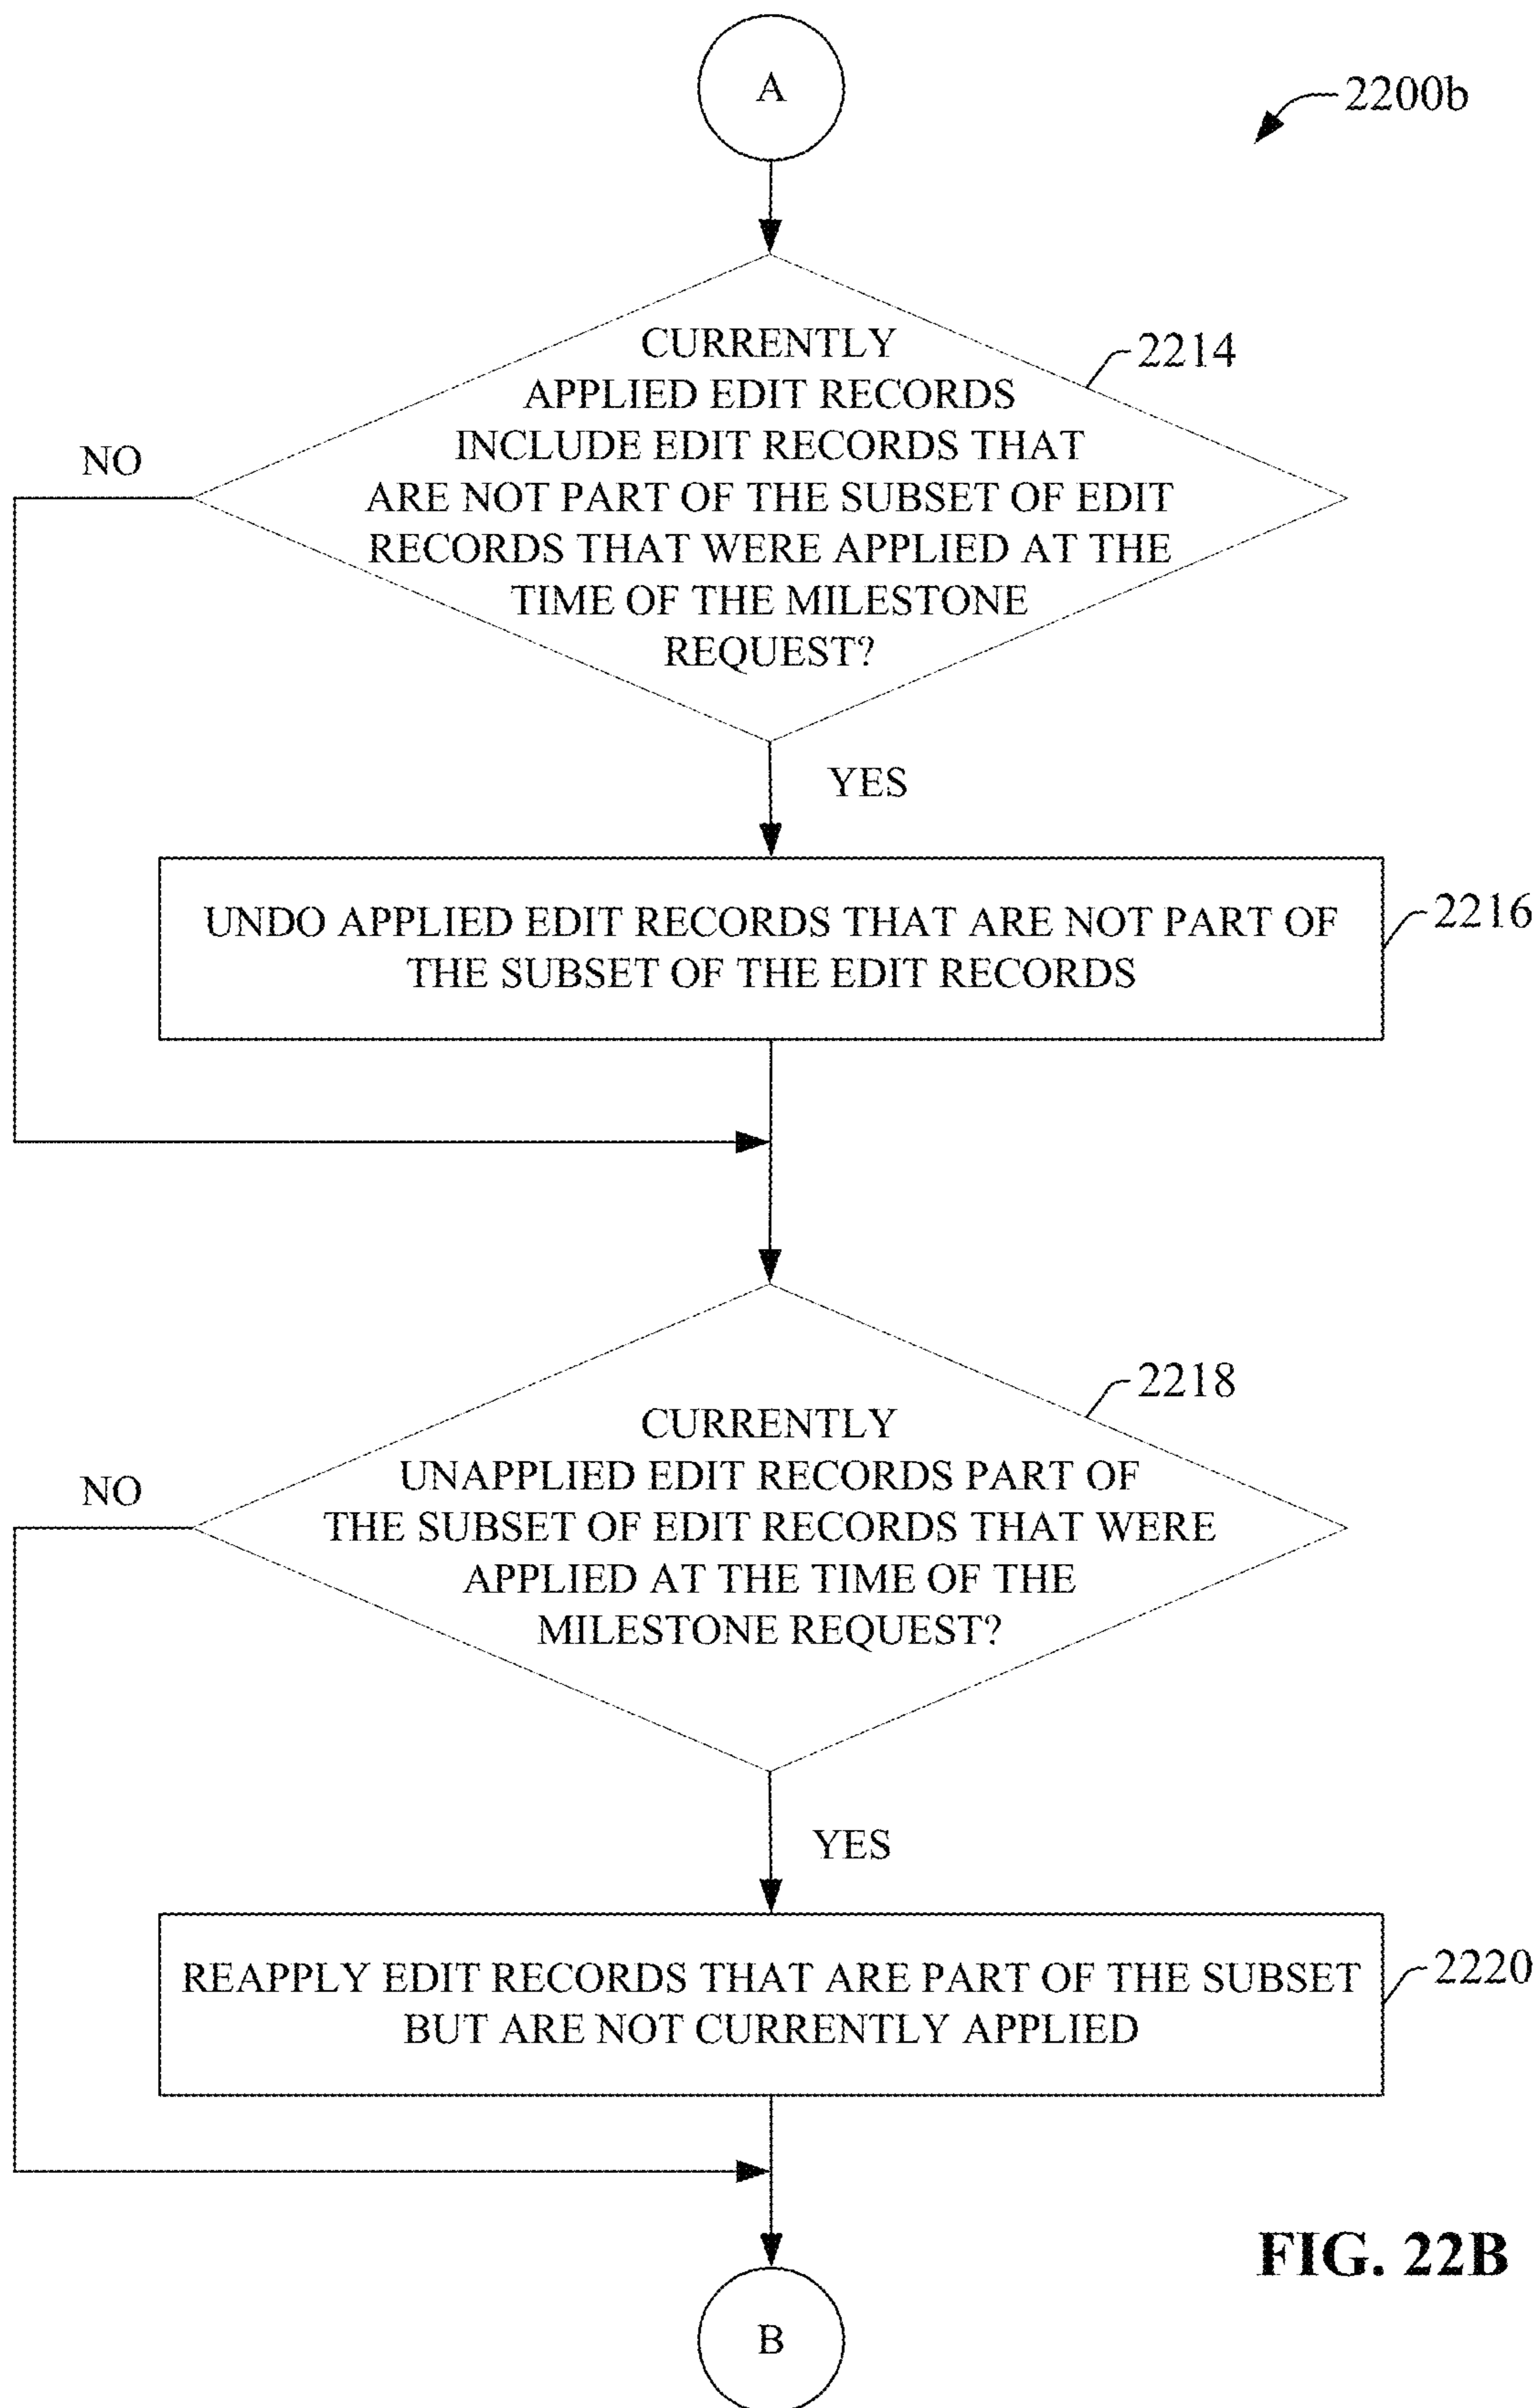 A
2200b
CURRENTLY
APPLIED EDIT RECORDS
INCLUDE EDIT RECORDS THAT
ARE NOT PART OF THE SUBSET OF EDIT
RECORDS THAT WERE APPLIED AT THE
TIME OF THE MILESTONE
REQUEST?
2214
NO
YES
UNDO APPLIED EDIT RECORDS THAT ARE NOT PART OF
THE SUBSET OF THE EDIT RECORDS
2216
CURRENTLY
UNAPPLIED EDIT RECORDS PART OF
THE SUBSET OF EDIT RECORDS THAT WERE
APPLIED AT THE TIME OF THE
MILESTONE REQUEST?
2218
NO
YES
REAPPLY EDIT RECORDS THAT ARE PART OF THE SUBSET
BUT ARE NOT CURRENTLY APPLIED
2220
FIG. 22B
B